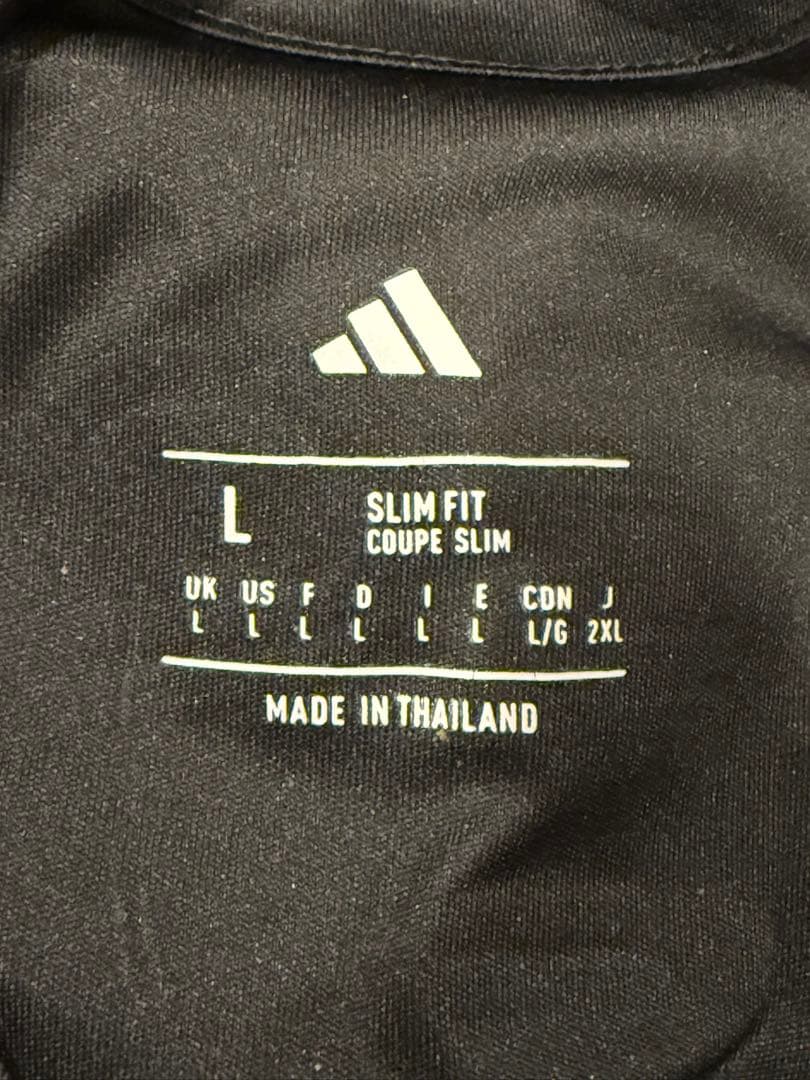 L
SLIM FIT
COUPE SLIM
UK US F D I E CDN J
L L L L L L L/G 2XL
MADE IN THAILAND